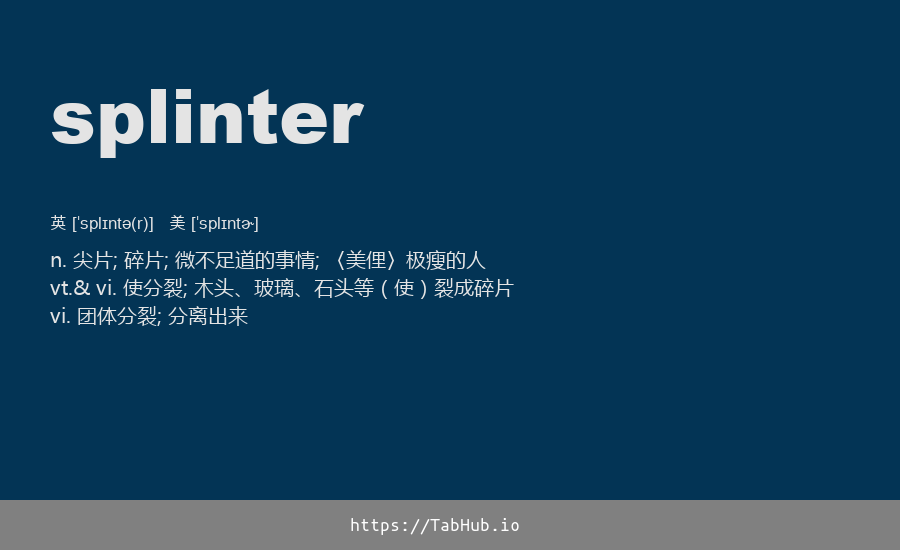 splinter
英 [ˈsplɪntə(r)] 美 [ˈsplɪntɚ]
n. 尖片; 碎片; 微不足道的事情; 〈美俚〉极瘦的人
vt.& vi. 使分裂; 木头、玻璃、石头等（使）裂成碎片
vi. 团体分裂; 分离出来
https://TabHub.io